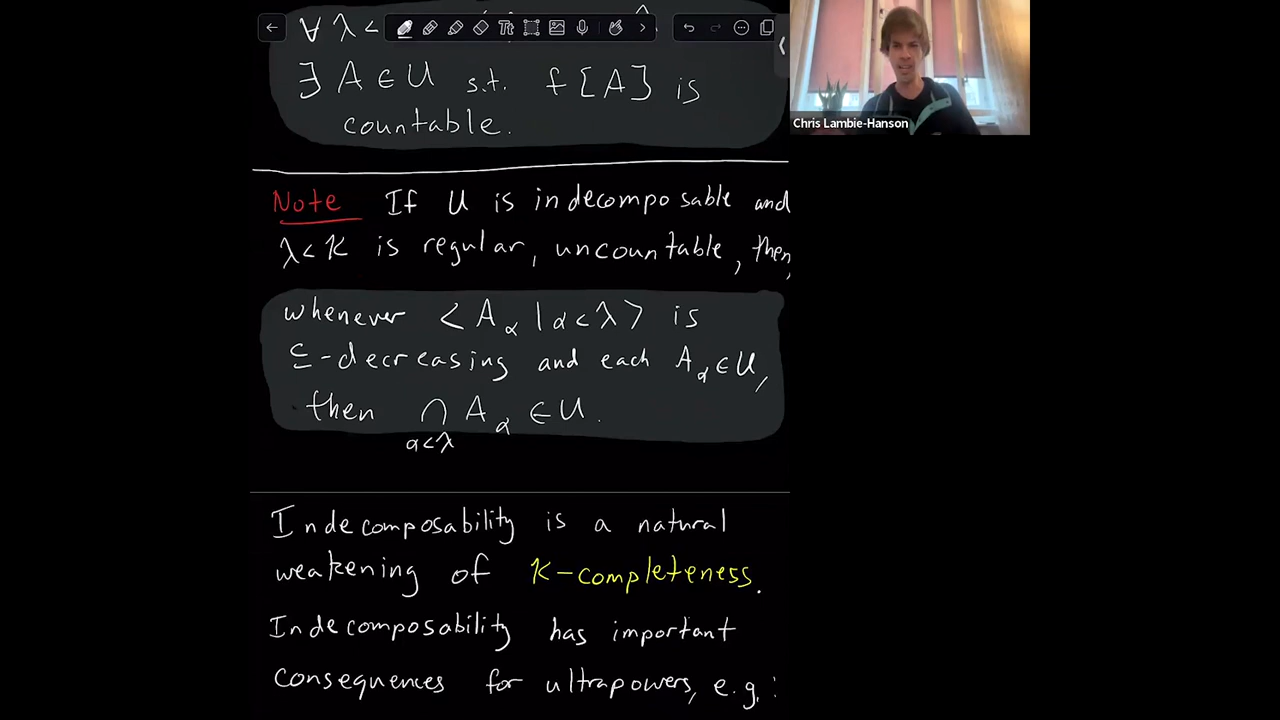 ∀ λ <
∃ A ∈ U s.t. f[A] is
countable.
Note If U is indecomposable and
λ < κ is regular, uncountable, then,
whenever < A_α | α < λ > is
⊆-decreasing and each A_α ∈ U,
then ⋂_{α<λ} A_α ∈ U.
Indecomposability is a natural
weakening of κ-completeness.
Indecomposability has important
consequences for ultrapowers, e.g.:
Chris Lambie-Hanson